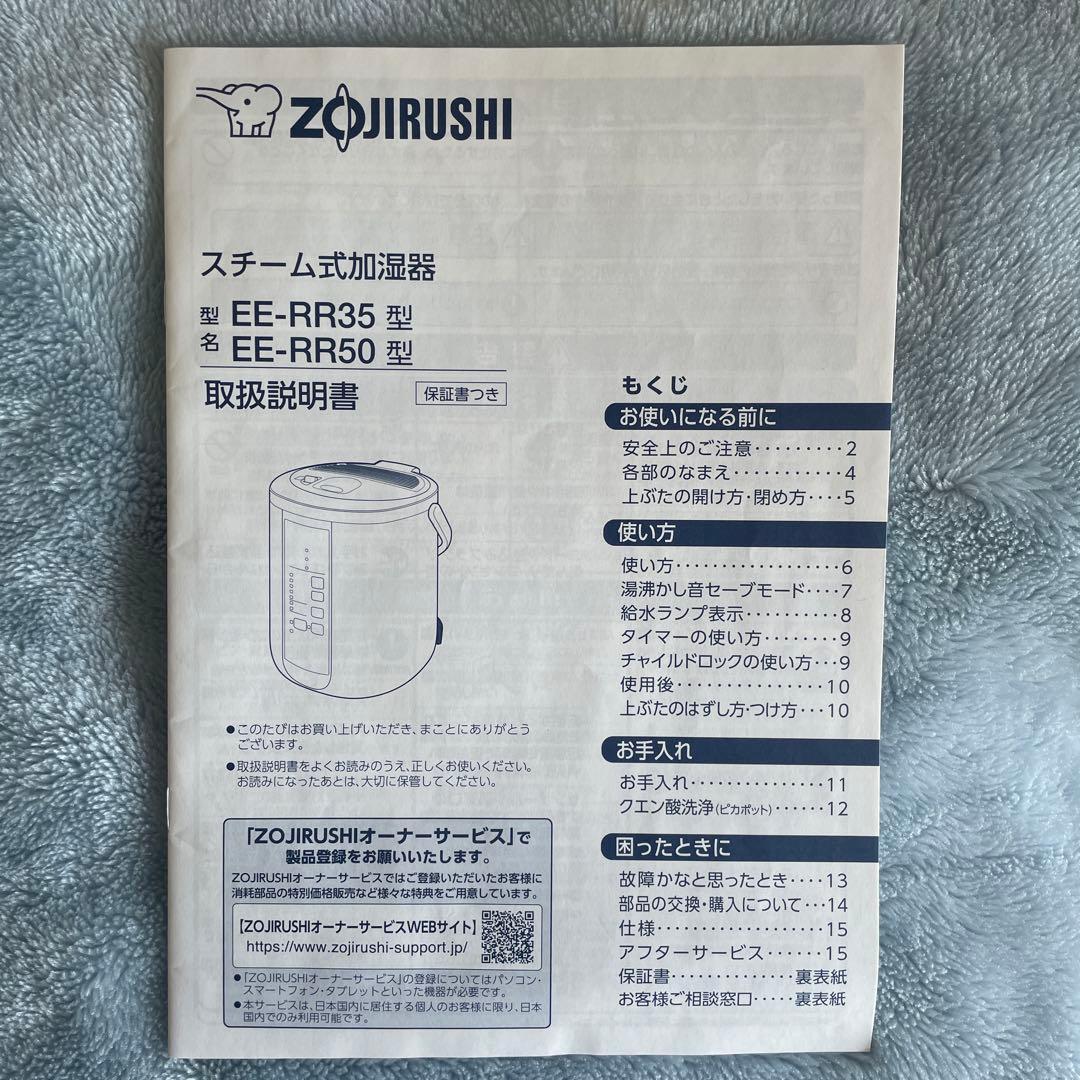 ZOJIRUSHI
スチーム式加湿器
型名 EE-RR35 型
EE-RR50 型
取扱説明書 保証書つき
もくじ
お使いになる前に
安全上のご注意・・・・・・・・・2
各部のなまえ・・・・・・・・・・・4
上ぶたの開け方・閉め方・・・・5
使い方
使い方・・・・・・・・・・・・・・・・・6
湯沸かし音セーブモード・・・・7
給水ランプ表示・・・・・・・・・・8
タイマーの使い方・・・・・・・・9
チャイルドロックの使い方・・・9
使用後・・・・・・・・・・・・・・・10
上ぶたのはずし方・つけ方・・・10
お手入れ
お手入れ・・・・・・・・・・・・・・11
クエン酸洗浄(ピカポット)・・・・・・12
困ったときに
故障かなと思ったとき・・・・13
部品の交換・購入について・・・14
仕様・・・・・・・・・・・・・・・・・15
アフターサービス・・・・・・15
保証書・・・・・・・・・・・・・裏表紙
お客様ご相談窓口・・・・・裏表紙
●このたびはお買い上げいただき、まことにありがとう
ございます。
●取扱説明書をよくお読みのうえ、正しくお使いください。
お読みになったあとは、大切に保管してください。
「ZOJIRUSHIオーナーサービス」で
製品登録をお願いいたします。
ZOJIRUSHIオーナーサービスではご登録いただいたお客様に
消耗部品の特別価格販売など様々な特典をご用意しています。
【ZOJIRUSHIオーナーサービスWEBサイト】
https://www.zojirushi-support.jp/
●「ZOJIRUSHIオーナーサービス」の登録についてはパソコン・
スマートフォン・タブレットといった機器が必要です。
●本サービスは、日本国内に居住する個人のお客様に限り、日本
国内でのみ利用可能です。